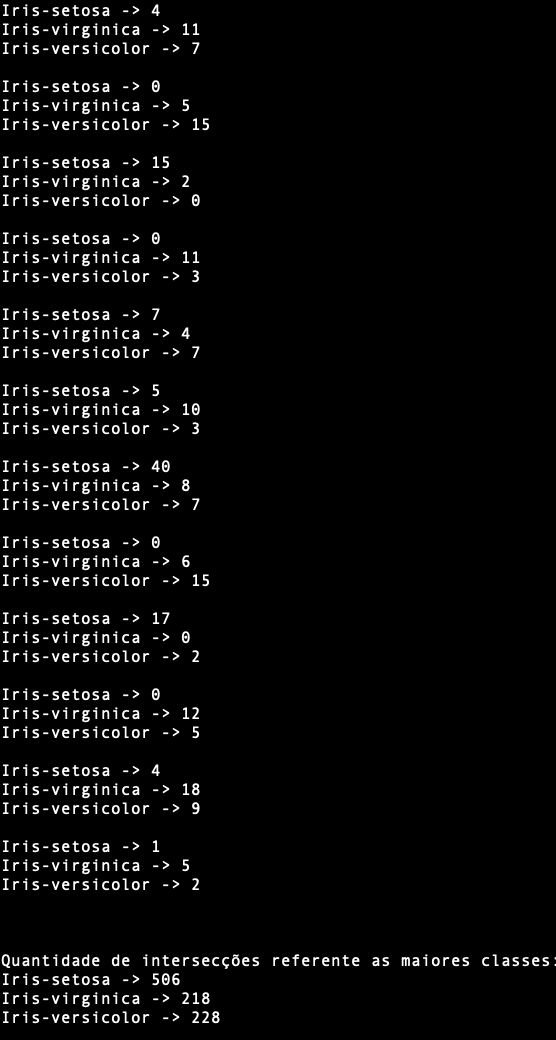 Iris-setosa -> 4
Iris-virginica -> 11
Iris-versicolor -> 7
Iris-setosa -> 0
Iris-virginica -> 5
Iris-versicolor -> 15
Iris-setosa -> 15
Iris-virginica -> 2
Iris-versicolor -> 0
Iris-setosa -> 0
Iris-virginica -> 11
Iris-versicolor -> 3
Iris-setosa -> 7
Iris-virginica -> 4
Iris-versicolor -> 7
Iris-setosa -> 5
Iris-virginica -> 10
Iris-versicolor -> 3
Iris-setosa -> 40
Iris-virginica -> 8
Iris-versicolor -> 7
Iris-setosa -> 0
Iris-virginica -> 6
Iris-versicolor -> 15
Iris-setosa -> 17
Iris-virginica -> 0
Iris-versicolor -> 2
Iris-setosa -> 0
Iris-virginica -> 12
Iris-versicolor -> 5
Iris-setosa -> 4
Iris-virginica -> 18
Iris-versicolor -> 9
Iris-setosa -> 1
Iris-virginica -> 5
Iris-versicolor -> 2
Quantidade de intersecções referente as maiores classes:
Iris-setosa -> 506
Iris-virginica -> 218
Iris-versicolor -> 228